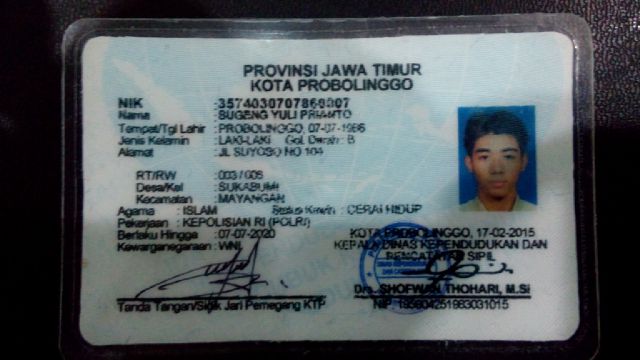 PROVINSI JAWA TIMUR
KOTA PROBOLINGGO
NIK : 3574030707860007
Nama : SUGENG YULI PRIANTO
Tempat/Tgl Lahir : PROBOLINGGO, 07-07-1986
Jenis Kelamin : LAKI-LAKI Gol. Darah : B
Alamat : JL SUYOSO NO 104
RT/RW : 003 / 006
Desa/Kel : SUKABUMI
Kecamatan : MAYANGAN
Agama : ISLAM Status Kawin : CERAI HIDUP
Pekerjaan : KEPOLISIAN RI (POLRI)
Berlaku Hingga : 07-07-2020
Kewarganegaraan : WNI
KOTA PROBOLINGGO, 17-02-2015
KEPALA DINAS KEPENDUDUKAN DAN
PENCATATAN SIPIL
Drs. SHOFWAN THOHARI, M.Si
NIP. 195804251983031015
Tanda Tangan/Sidik Jari Pemegang KTP